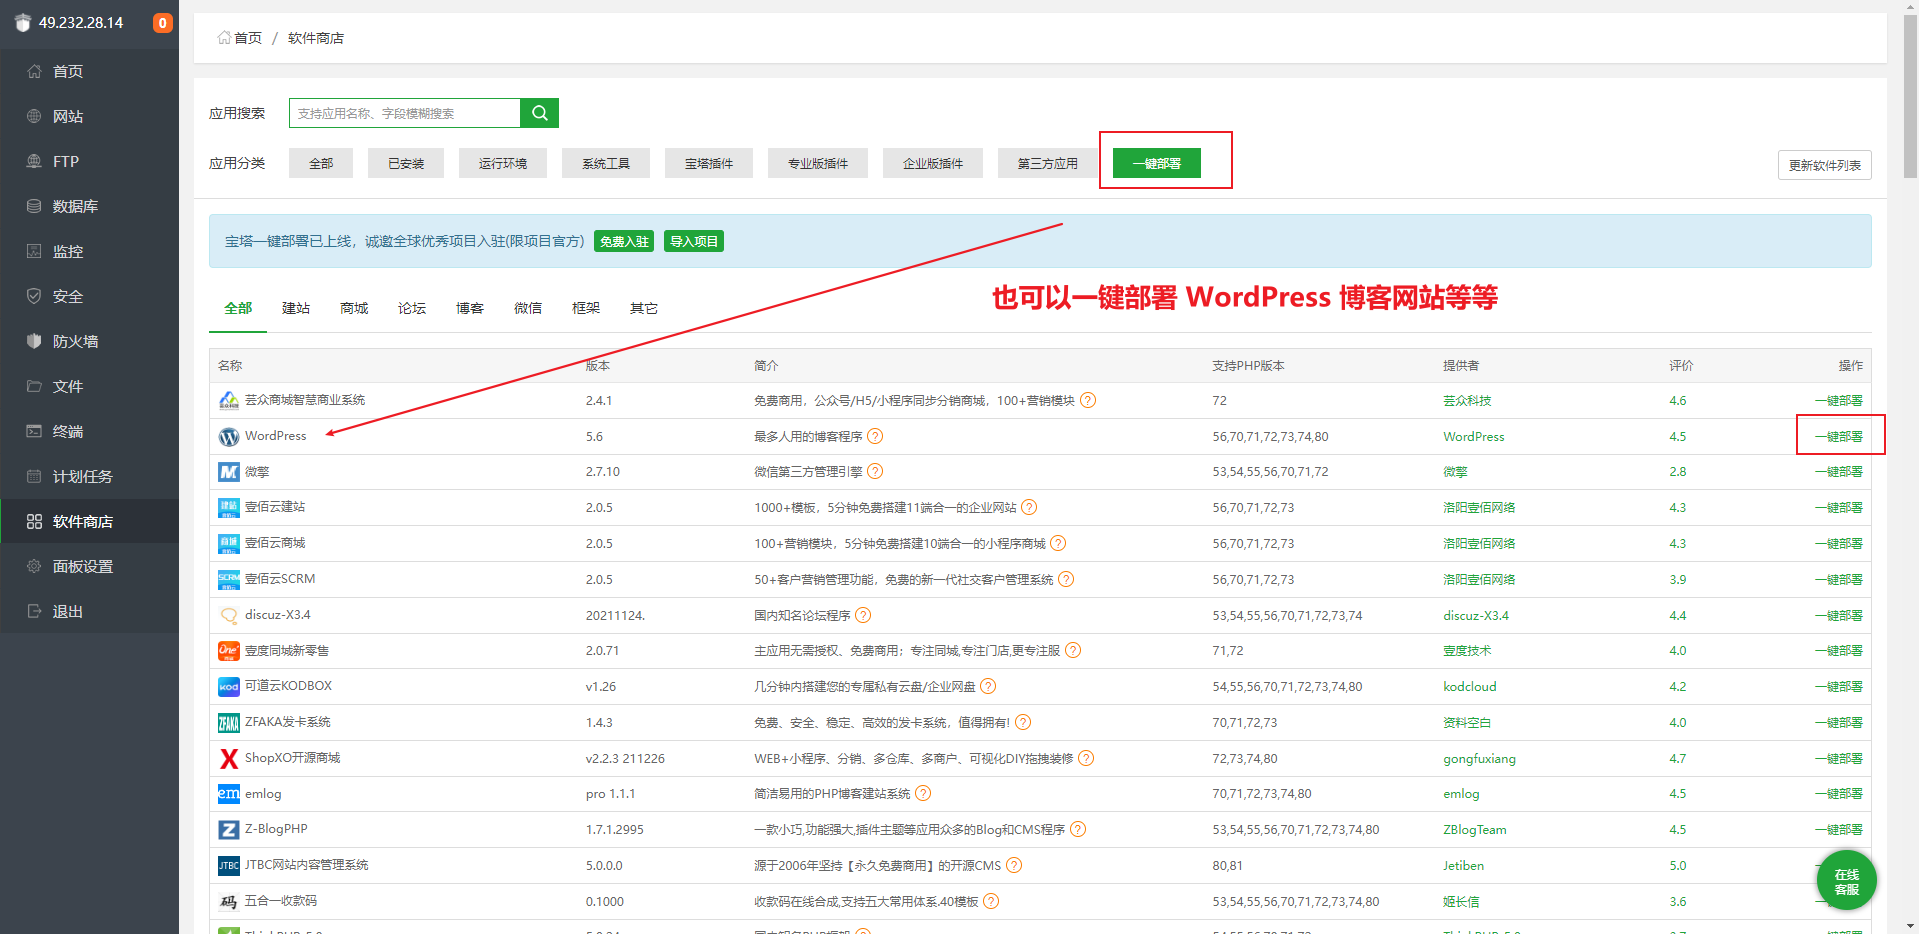 49.232.28.14 0
首页
网站
FTP
数据库
监控
安全
防火墙
文件
终端
计划任务
软件商店
面板设置
退出
首页 / 软件商店
应用搜索 支持应用名称、字段模糊搜索
应用分类 全部 已安装 运行环境 系统工具 宝塔插件 专业版插件 企业版插件 第三方应用 一键部署 更新软件列表
宝塔一键部署已上线，诚邀全球优秀项目入驻(限项目官方) 免费入驻 导入项目
也可以一键部署 WordPress 博客网站等等
全部 建站 商城 论坛 博客 微信 框架 其它
名称 版本 简介 支持PHP版本 提供者 评价 操作
芸众商城智慧商业系统 2.4.1 免费商用，公众号/H5/小程序同步分销商城，100+营销模块 ? 72 芸众科技 4.6 一键部署
WordPress 5.6 最多人用的博客程序 ? 56,70,71,72,73,74,80 WordPress 4.5 一键部署
微擎 2.7.10 微信第三方管理引擎 ? 53,54,55,56,70,71,72 微擎 2.8 一键部署
建站 壹佰云 壹佰云建站 2.0.5 1000+模板，5分钟免费搭建11端合一的企业网站 ? 56,70,71,72,73 洛阳壹佰网络 4.3 一键部署
商城 壹佰云 壹佰云商城 2.0.5 100+营销模块，5分钟免费搭建10端合一的小程序商城 ? 56,70,71,72,73 洛阳壹佰网络 4.3 一键部署
SCRM 壹佰云 壹佰云SCRM 2.0.5 50+客户营销管理功能，免费的新一代社交客户管理系统 ? 56,70,71,72,73 洛阳壹佰网络 3.9 一键部署
discuz-X3.4 20211124. 国内知名论坛程序 ? 53,54,55,56,70,71,72,73,74 discuz-X3.4 4.4 一键部署
One 壹度同城新零售 2.0.71 主应用无需授权、免费商用；专注同城,专注门店,更专注服 ? 71,72 壹度技术 4.0 一键部署
kod 可道云KODBOX v1.26 几分钟内搭建您的专属私有云盘/企业网盘 ? 54,55,56,70,71,72,73,74,80 kodcloud 4.2 一键部署
ZFAKA ZFAKA发卡系统 1.4.3 免费、安全、稳定、高效的发卡系统，值得拥有! ? 70,71,72,73 资料空白 4.0 一键部署
X ShopXO开源商城 v2.2.3 211226 WEB+小程序、分销、多仓库、多商户、可视化DIY拖拽装修 ? 72,73,74,80 gongfuxiang 4.7 一键部署
em emlog pro 1.1.1 简洁易用的PHP博客建站系统 ? 70,71,72,73,74,80 emlog 4.5 一键部署
Z Z-BlogPHP 1.7.1.2995 一款小巧,功能强大,插件主题等应用众多的Blog和CMS程序 ? 53,54,55,56,70,71,72,73,74,80 ZBlogTeam 4.5 一键部署
JTBC JTBC网站内容管理系统 5.0.0.0 源于2006年坚持【永久免费商用】的开源CMS ? 80,81 Jetiben 5.0
码 五合一收款码 0.1000 收款码在线合成,支持五大常用体系.40模板 ? 53,54,55,56,70,71,72,73,74,80 姬长信 3.6
在线
客服